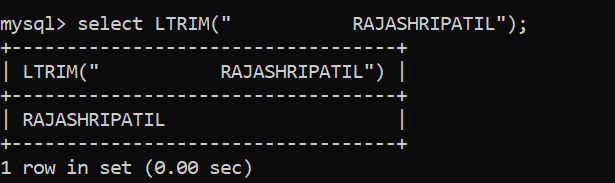 mysql> select LTRIM("          RAJASHRIPATIL");
+--------------------------------+
| LTRIM("          RAJASHRIPATIL") |
+--------------------------------+
| RAJASHRIPATIL                  |
+--------------------------------+
1 row in set (0.00 sec)